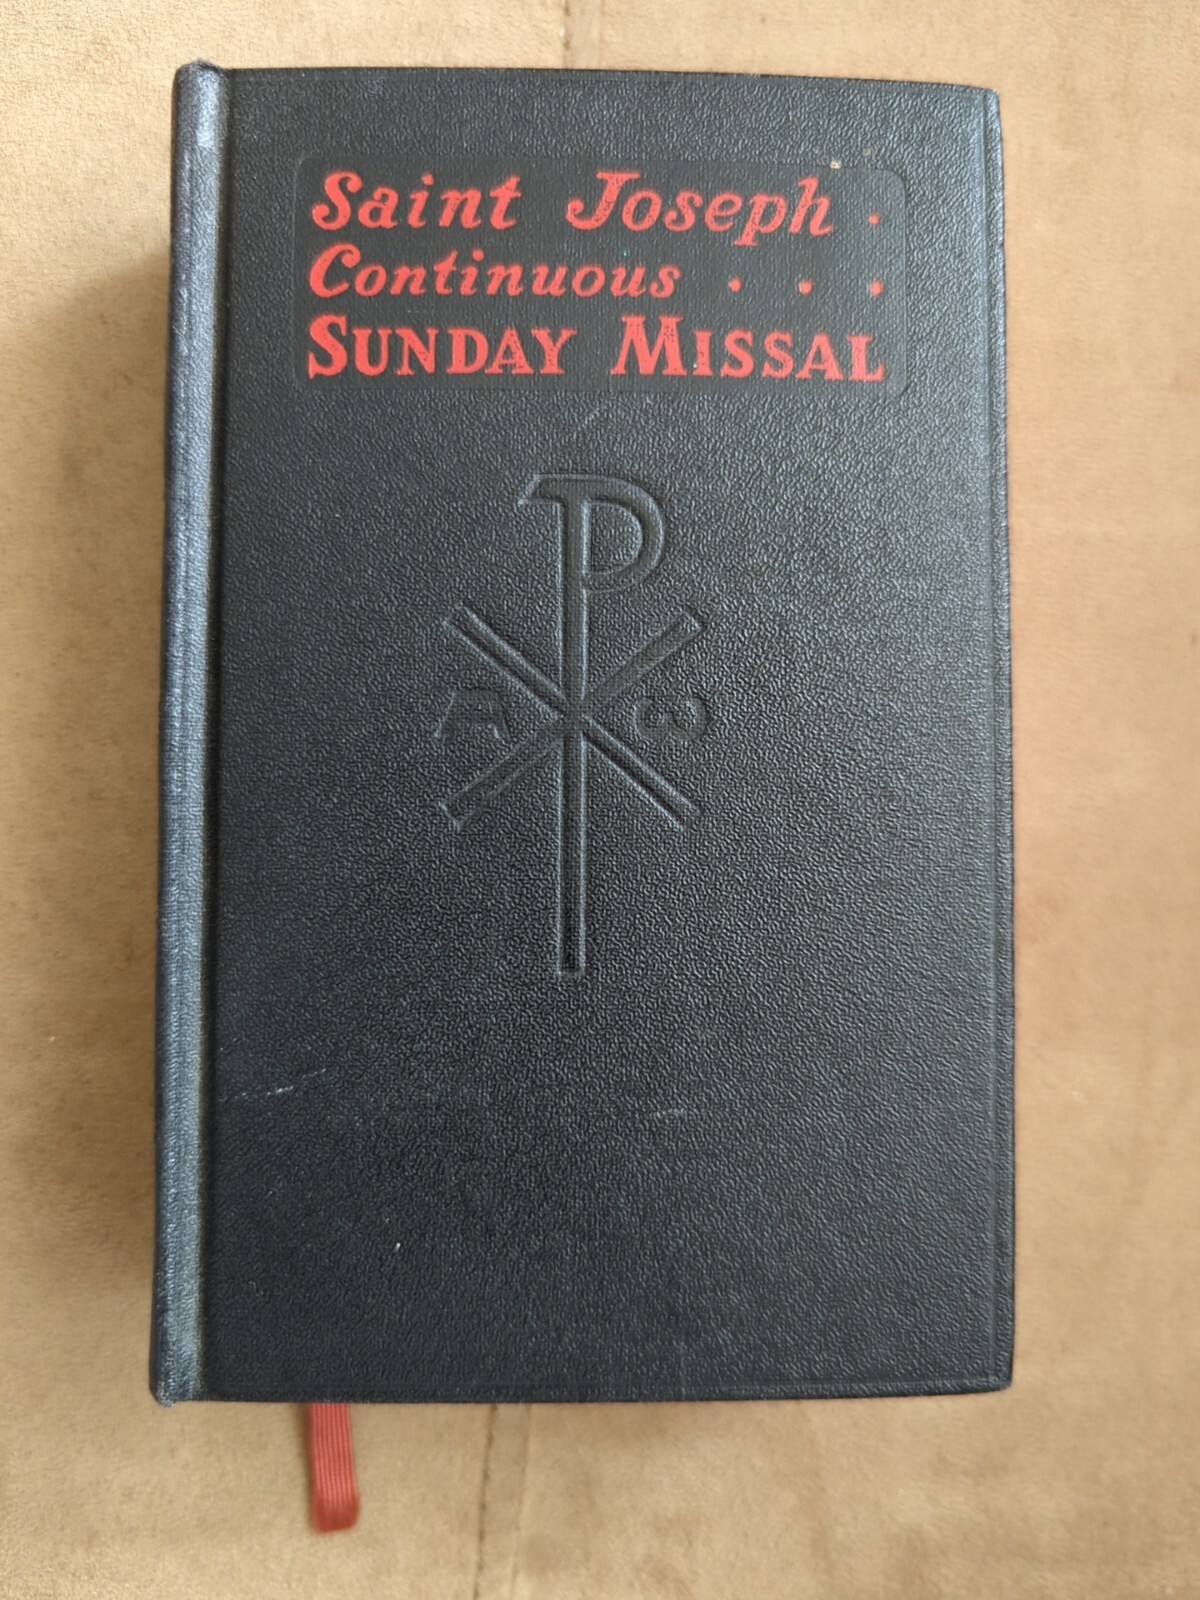 Saint Joseph .
Continuous . . .
SUNDAY MISSAL
P
A ω